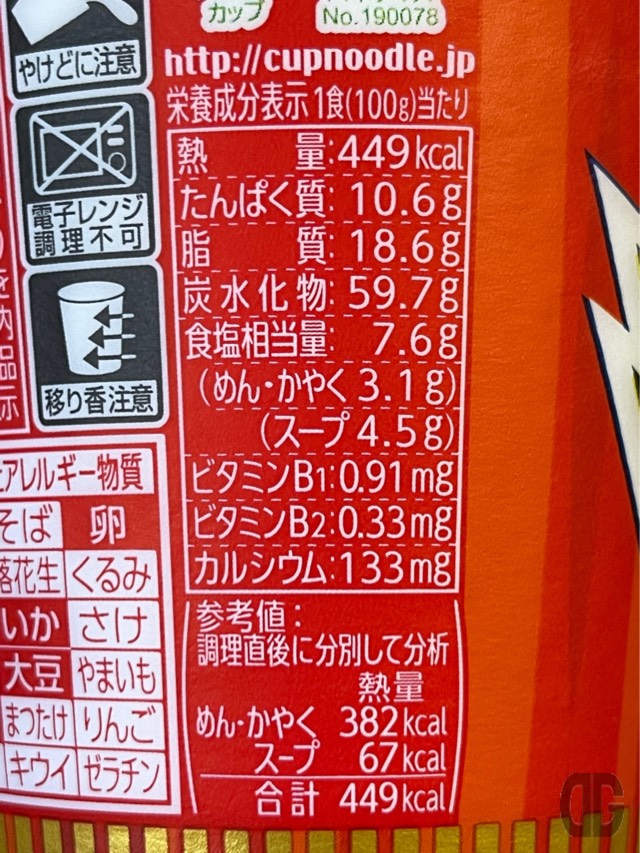 カップ
No.190078
やけどに注意
http://cupnoodle.jp
栄養成分表示 1食(100g)当たり
熱量:449kcal
たんぱく質:10.6g
脂質:18.6g
炭水化物:59.7g
食塩相当量:7.6g
(めん・かやく 3.1g)
(スープ 4.5g)
ビタミンB1:0.91mg
ビタミンB2:0.33mg
カルシウム:133mg
電子レンジ
調理不可
移り香注意
アレルギー物質
そば 卵
落花生 くるみ
いか さけ
大豆 やまいも
まつたけ りんご
キウイ ゼラチン
参考値:
調理直後に分別して分析
熱量
めん・かやく 382kcal
スープ 67kcal
合計 449kcal